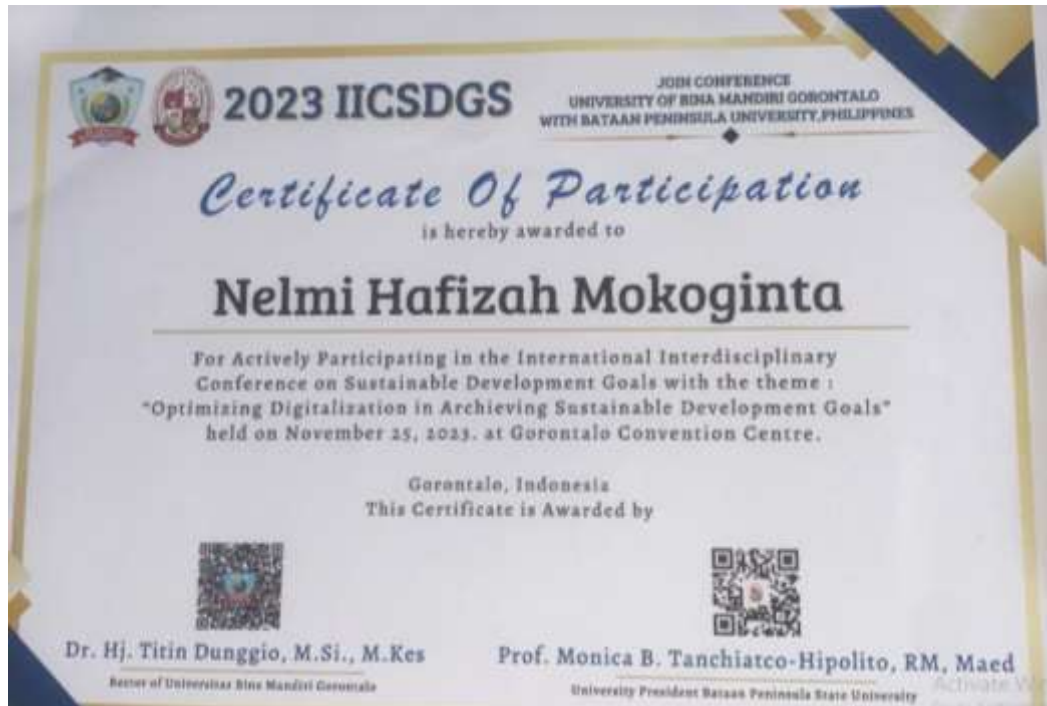 2023 IICSDGS
JOIN CONFERENCE
UNIVERSITY OF BINA MANDIRI GORONTALO
WITH BATAAN PENINSULA UNIVERSITY, PHILIPPINES
Certificate Of Participation
is hereby awarded to
Nelmi Hafizah Mokoginta
For Actively Participating in the International Interdisciplinary
Conference on Sustainable Development Goals with the theme :
"Optimizing Digitalization in Archieving Sustainable Development Goals"
held on November 25, 2023. at Gorontalo Convention Centre.
Gorontalo, Indonesia
This Certificate is Awarded by
Dr. Hj. Titin Dunggio, M.Si., M.Kes
Rector of Universitas Bina Mandiri Gorontalo
Prof. Monica B. Tanchiatco-Hipolito, RM, Maed
University President Bataan Peninsula State University
Activate